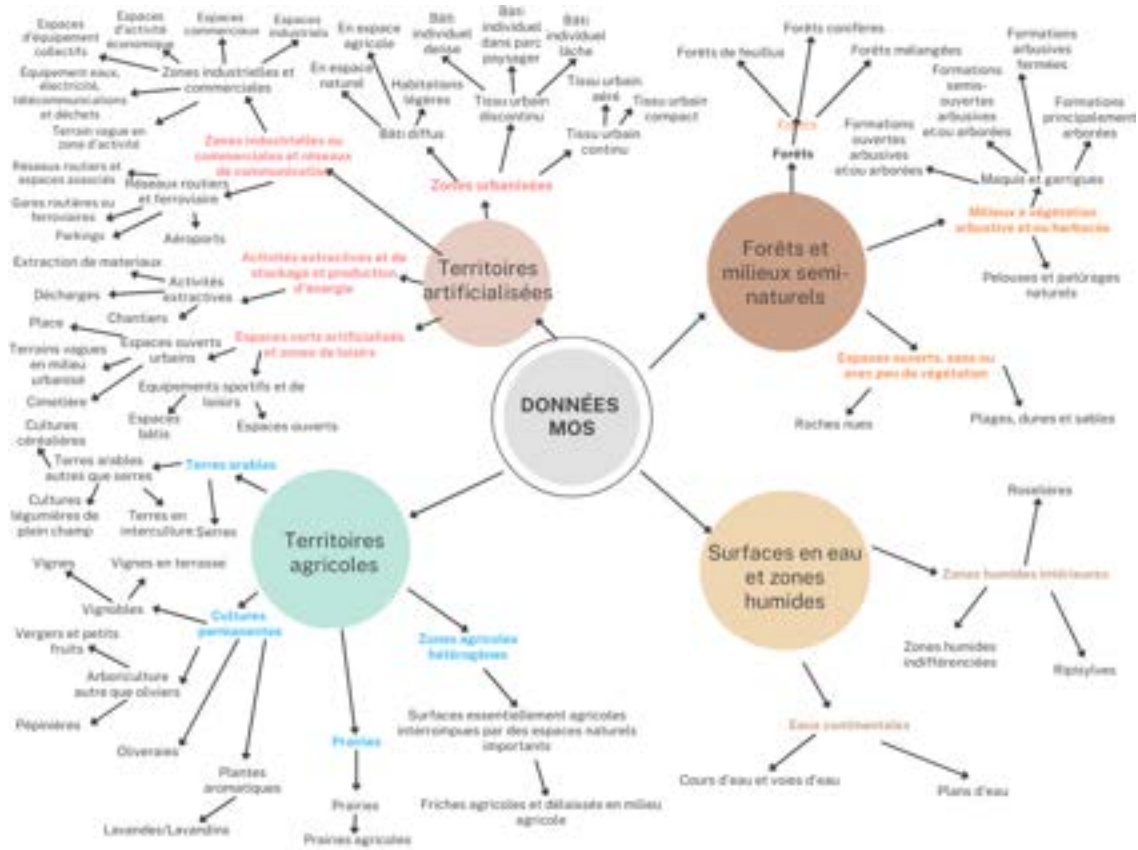 Espaces
d'équipement
collectifs
Espaces
d'activité
économique
Espaces
commerciaux
Espaces
industriels
Zones industrielles et
commerciales
Équipement eaux,
électricité,
télécommunications
et déchets
Terrain vague en
zone d'activité
En espace
agricole
En espace
naturel
Bâti
individuel
dense
Bâti
individuel
dans parc
paysager
Bâti
individuel
lâche
Habitations
légères
Bâti diffus
Tissu urbain
discontinu
Tissu urbain
aéré
Tissu urbain
compact
Tissu urbain
continu
Zones industrielles ou
commerciales et réseaux
de communication
Zones urbanisées
Réseaux routiers et
espaces associés
Réseaux routiers
et ferroviaire
Gares routières ou
ferroviaires
Parkings
Aéroports
Activités extractives et de
stockage et production
d'énergie
Extraction de materiaux
Activités
extractives
Décharges
Chantiers
Territoires
artificialisées
Espaces verts artificialisés
et zones de loisirs
Place
Espaces ouverts
urbains
Terrains vagues
en milieu
urbanisé
Cimetière
Equipements sportifs et de
loisirs
Espaces
bâtis
Espaces ouverts
DONNÉES
MOS
Forêts de feuillus
Forêts conifères
Forêts mélangées
Forêts
Formations
arbusives
fermées
Formations
semi-
ouvertes
arbusives
et.ou arborées
Formations
principalement
arborées
Formations
ouvertes
arbusives
et.ou arborées
Maquis et garrigues
Milieux à végétation
arbustive et.ou herbacée
Pelouses et paturages
naturels
Forêts et
milieux semi-
naturels
Espaces ouverts, sans ou
avec peu de végétation
Roches nues
Plages, dunes et sables
Cultures
céréalières
Terres arables
autres que serres
Terres arables
Cultures
légumières de
plein champ
Terres en
interculture
Serres
Territoires
agricoles
Vignes
Vignes en terrasse
Vignobles
Cultures
permanentes
Vergers et petits
fruits
Arboriculture
autre que oliviers
Pépinières
Oliveraies
Plantes
aromatiques
Lavandes/Lavandins
Prairies
Prairies
Prairies agricoles
Zones agricoles
hétérogènes
Surfaces essentiellement agricoles
interrompues par des espaces naturels
importants
Friches agricoles et délaissés en milieu
agricole
Surfaces en eau
et zones
humides
Roselières
Zones humides intérieures
Zones humides
indifférenciées
Ripisylves
Eaux continentales
Cours d'eau et voies d'eau
Plans d'eau